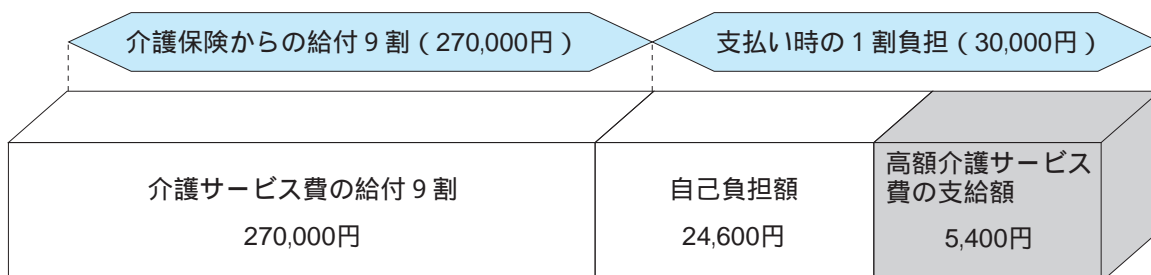 介護保険からの給付９割（270,000円）
支払い時の１割負担（30,000円）
介護サービス費の給付９割
270,000円
自己負担額
24,600円
高額介護サービス
費の支給額
5,400円